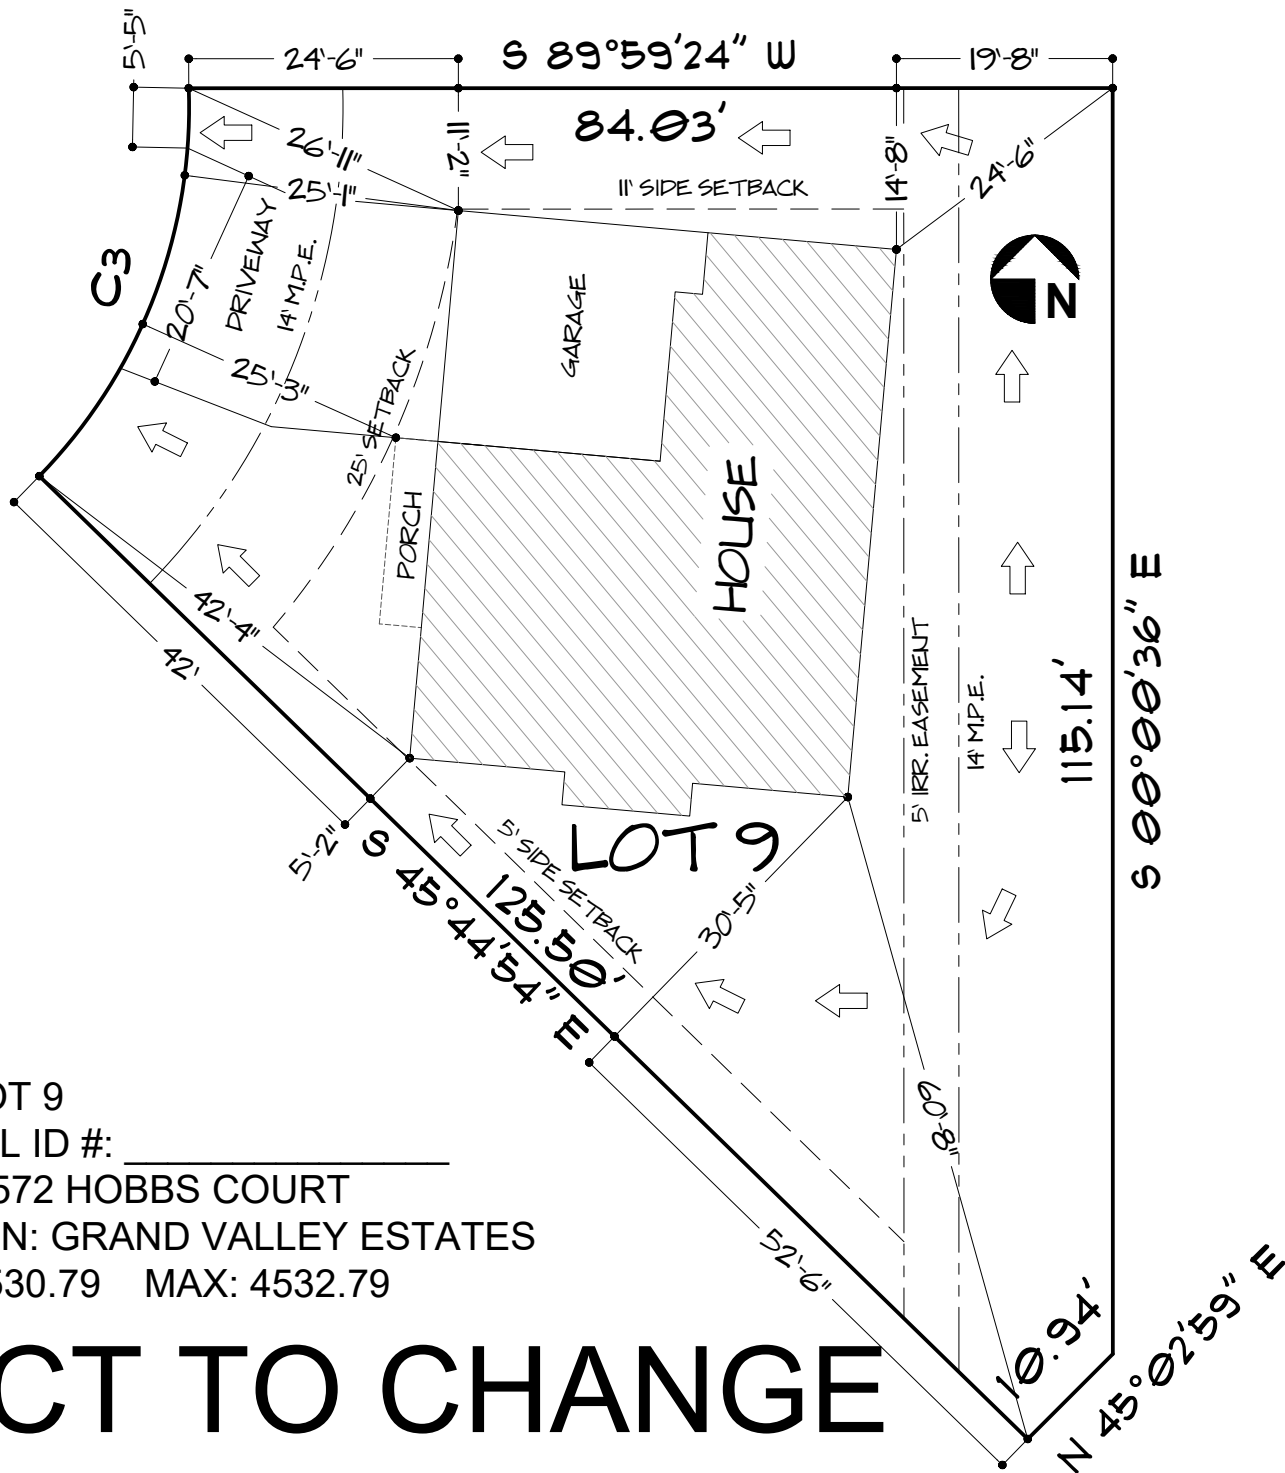 5'-5"
24'-6"
S 89°59'24" W
19'-8"
84.03'
26'-11"
11'-2"
14'-8"
24'-6"
25'-1"
11' SIDE SETBACK
C3
20'-7"
DRIVEWAY
14' M.P.E.
GARAGE
N
25'-3"
25' SETBACK
PORCH
HOUSE
42'-4"
42'
5' IRR. EASEMENT
14' M.P.E.
115.14'
S 00°00'36" E
5'-2"
S 45°44'54" E
125.50'
5' SIDE SETBACK
LOT 9
30'-5"
60'-8"
52'-6"
10.94'
N 45°02'59" E
OT 9
L ID #: _______________
572 HOBBS COURT
N: GRAND VALLEY ESTATES
530.79 MAX: 4532.79
CT TO CHANGE